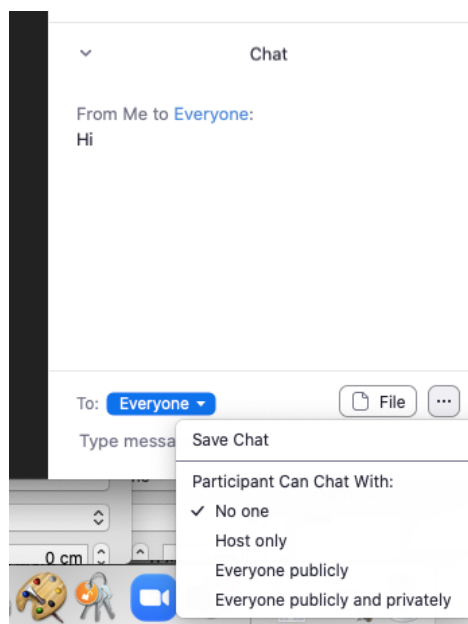 Chat
From Me to Everyone:
Hi
To: Everyone
File
Type messa
Save Chat
Participant Can Chat With:
✓ No one
Host only
Everyone publicly
Everyone publicly and privately
0 cm